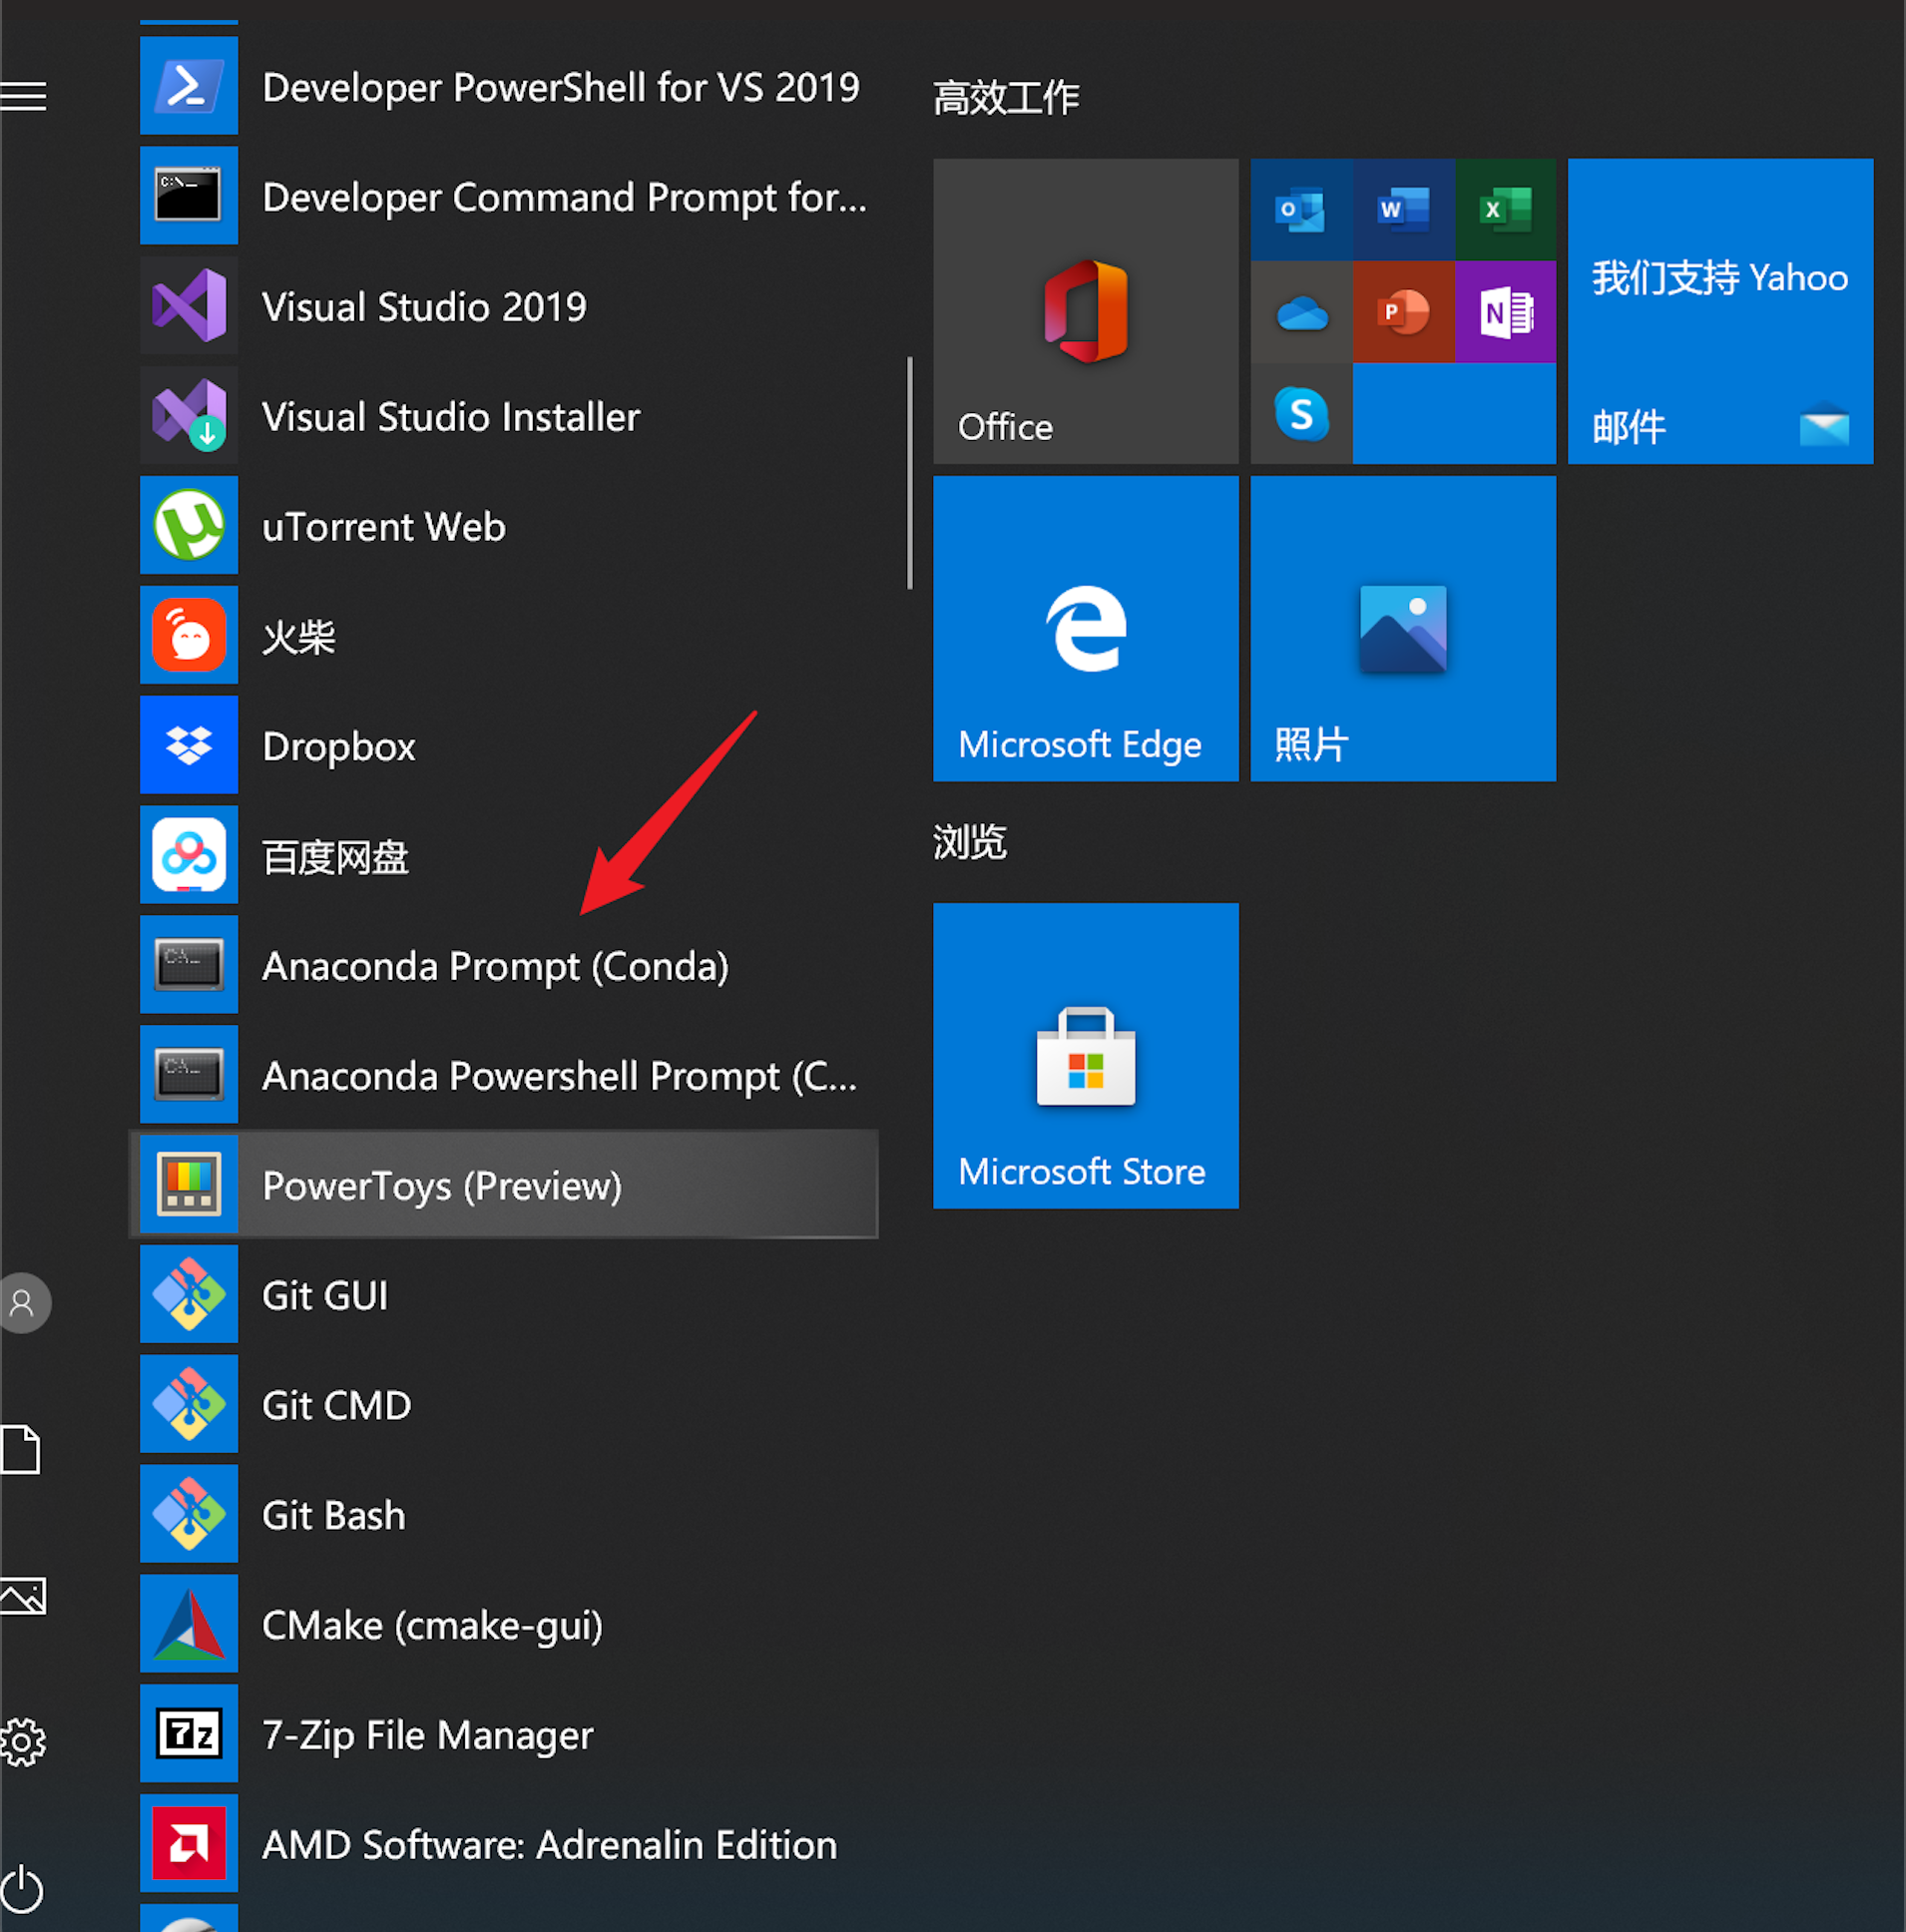 Developer PowerShell for VS 2019
Developer Command Prompt for...
Visual Studio 2019
Visual Studio Installer
uTorrent Web
火柴
Dropbox
百度网盘
Anaconda Prompt (Conda)
Anaconda Powershell Prompt (C...
PowerToys (Preview)
Git GUI
Git CMD
Git Bash
CMake (cmake-gui)
7-Zip File Manager
AMD Software: Adrenalin Edition
高效工作
Office
我们支持 Yahoo
邮件
Microsoft Edge
照片
浏览
Microsoft Store